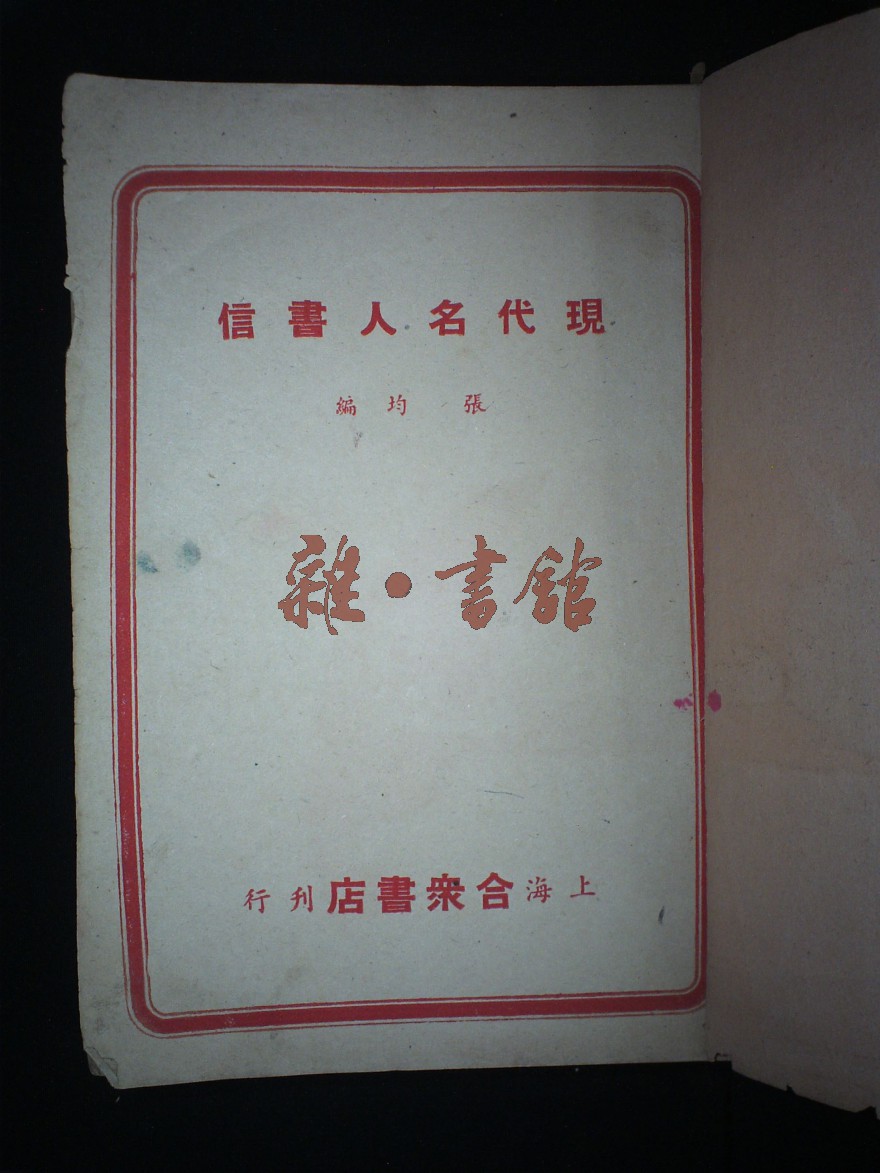 現代名人書信
張均編
雜•書館
上海合衆書店刊行